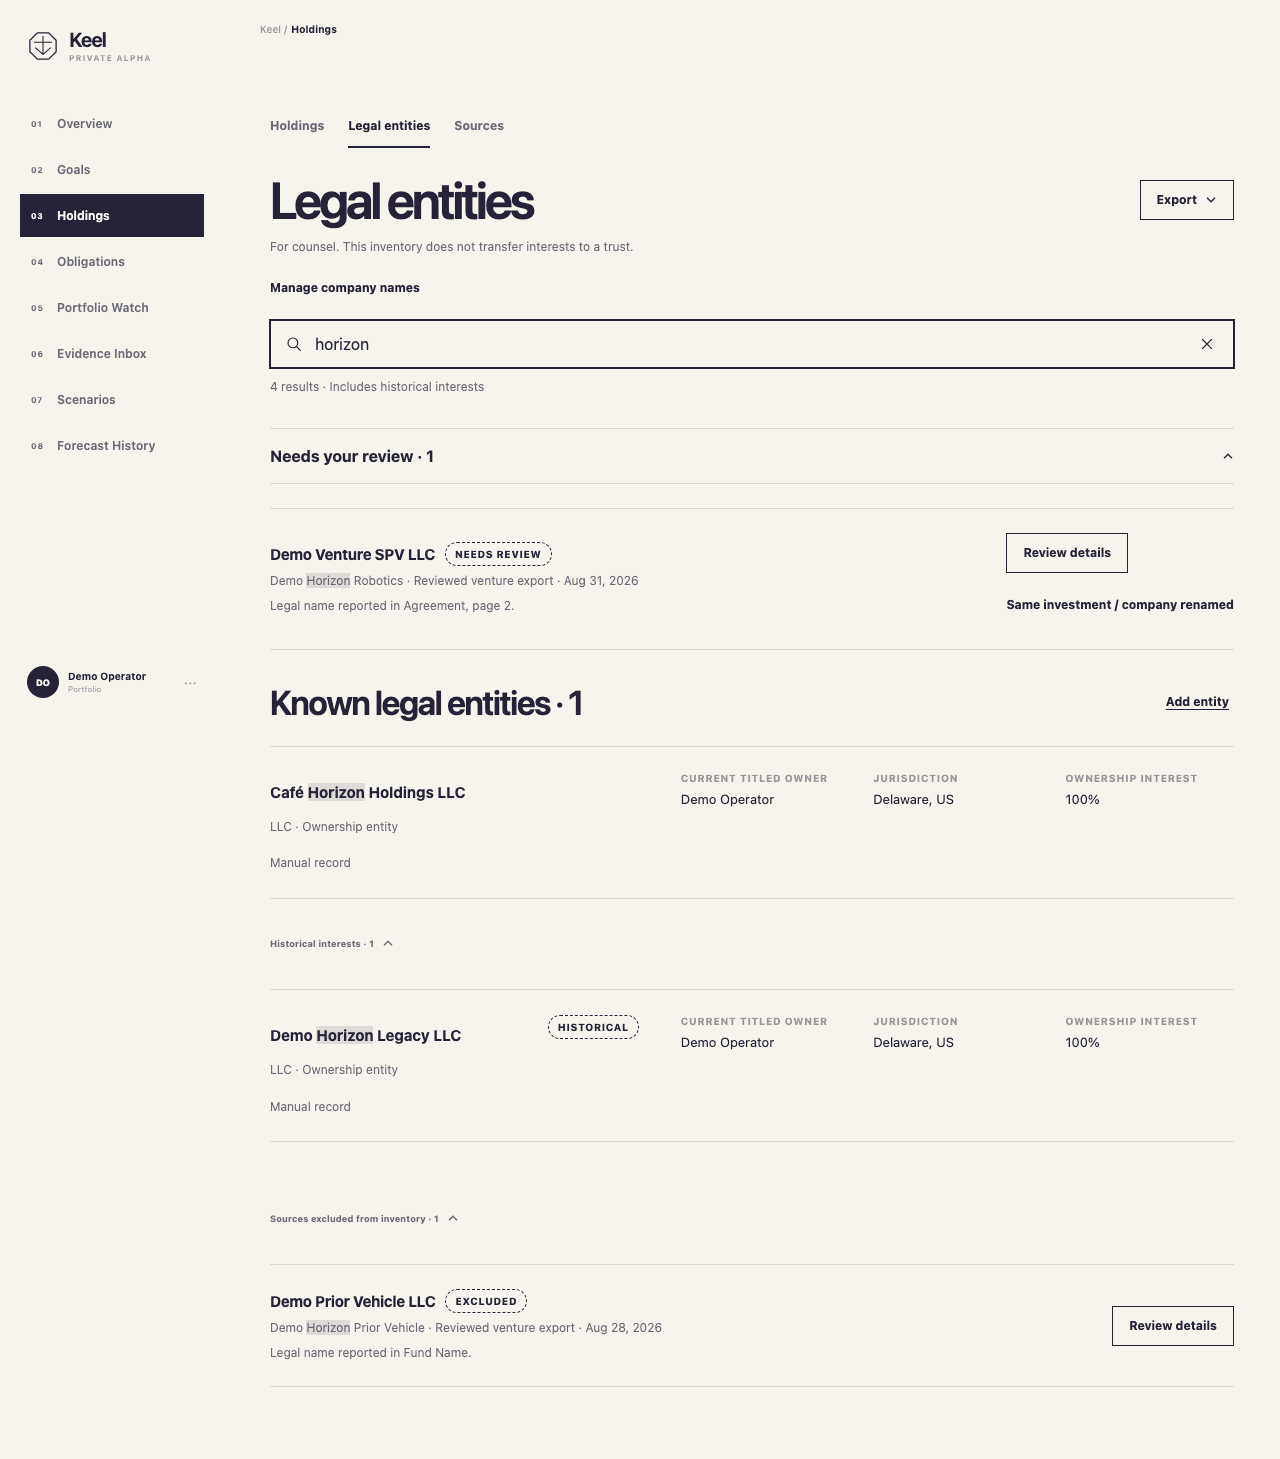 Keel
PRIVATE ALPHA
Keel / Holdings
01 Overview
02 Goals
03 Holdings
04 Obligations
05 Portfolio Watch
06 Evidence Inbox
07 Scenarios
08 Forecast History
DO
Demo Operator
Portfolio
...
Holdings Legal entities Sources
Legal entities
Export
For counsel. This inventory does not transfer interests to a trust.
Manage company names
horizon
4 results · Includes historical interests
Needs your review · 1
Demo Venture SPV LLC NEEDS REVIEW
Demo Horizon Robotics · Reviewed venture export · Aug 31, 2026
Legal name reported in Agreement, page 2.
Review details
Same investment / company renamed
Known legal entities · 1
Add entity
Café Horizon Holdings LLC
LLC · Ownership entity
Manual record
CURRENT TITLED OWNER
Demo Operator
JURISDICTION
Delaware, US
OWNERSHIP INTEREST
100%
Historical interests · 1
Demo Horizon Legacy LLC
HISTORICAL
LLC · Ownership entity
Manual record
CURRENT TITLED OWNER
Demo Operator
JURISDICTION
Delaware, US
OWNERSHIP INTEREST
100%
Sources excluded from inventory · 1
Demo Prior Vehicle LLC EXCLUDED
Demo Horizon Prior Vehicle · Reviewed venture export · Aug 28, 2026
Legal name reported in Fund Name.
Review details